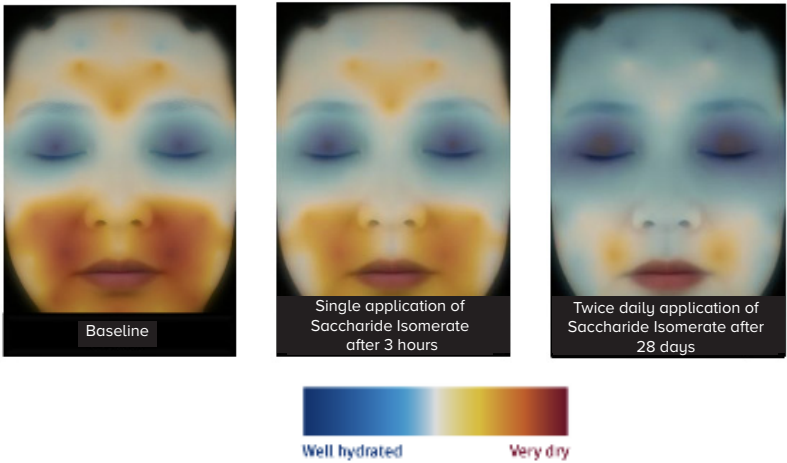 Baseline
Single application of
Saccharide Isomerate
after 3 hours
Twice daily application of
Saccharide Isomerate after
28 days
Well hydrated
Very dry